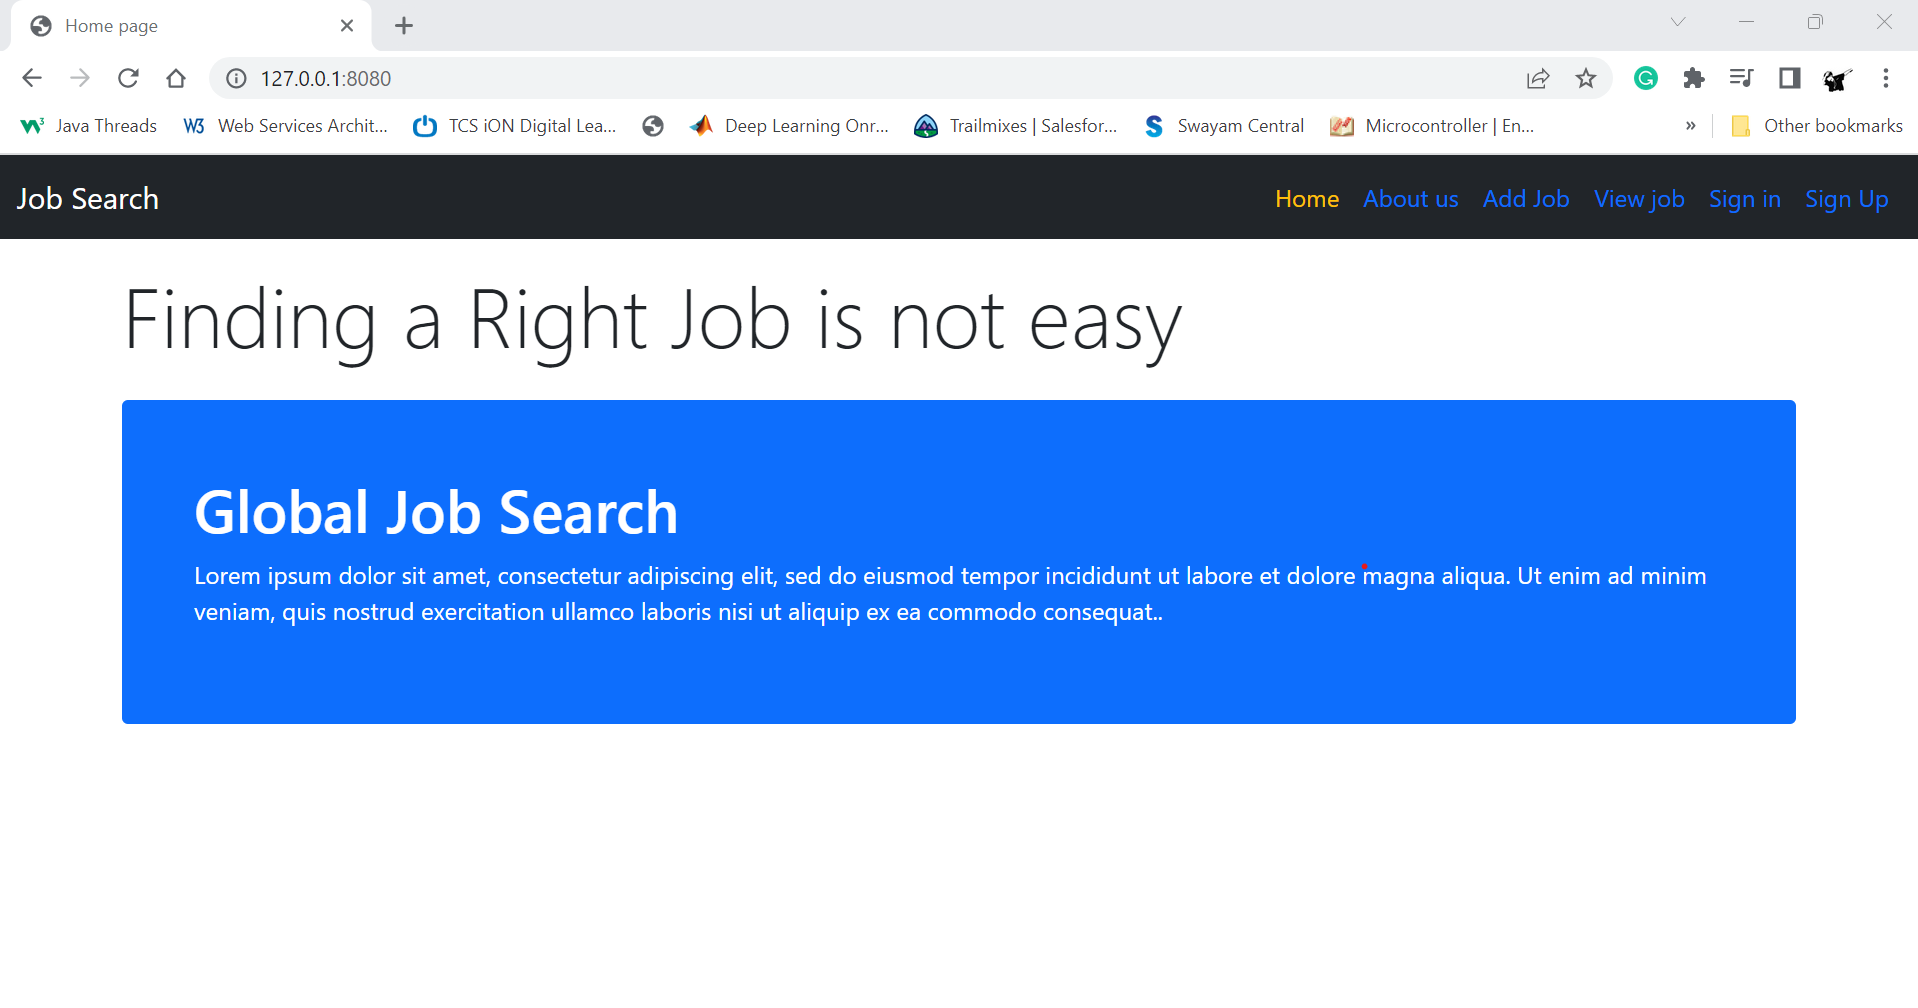 Home page
127.0.0.1:8080
Java Threads W3 Web Services Archit... TCS iON Digital Lea... Deep Learning Onr... Trailmixes | Salesfor... Swayam Central Microcontroller | En... » Other bookmarks
Job Search Home About us Add Job View job Sign in Sign Up
Finding a Right Job is not easy
Global Job Search
Lorem ipsum dolor sit amet, consectetur adipiscing elit, sed do eiusmod tempor incididunt ut labore et dolore magna aliqua. Ut enim ad minim
veniam, quis nostrud exercitation ullamco laboris nisi ut aliquip ex ea commodo consequat..